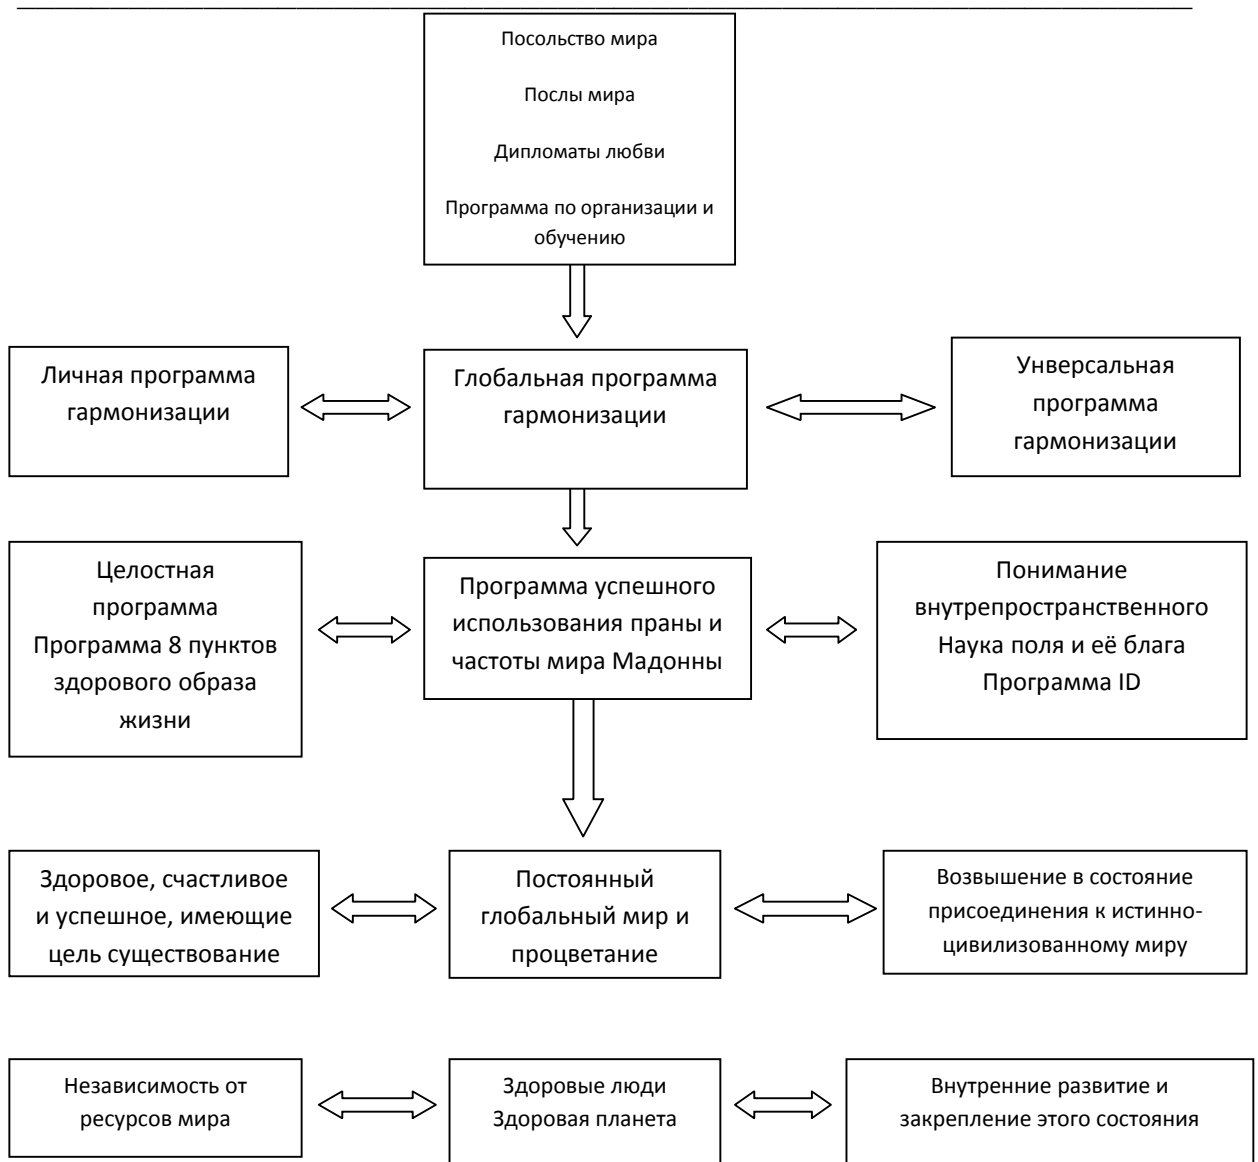 Посольство мира
Послы мира
Дипломаты любви
Программа по организации и
обучению
Личная программа
гармонизации
Глобальная программа
гармонизации
Унверсальная
программа
гармонизации
Целостная
программа
Программа 8 пунктов
здорового образа
жизни
Программа успешного
использования праны и
частоты мира Мадонны
Понимание
внутрепространственного
Наука поля и её блага
Программа ID
Здоровое, счастливое
и успешное, имеющие
цель существование
Постоянный
глобальный мир и
процветание
Возвышение в состояние
присоединения к истинно-
цивилизованному миру
Независимость от
ресурсов мира
Здоровые люди
Здоровая планета
Внутренние развитие и
закрепление этого состояния